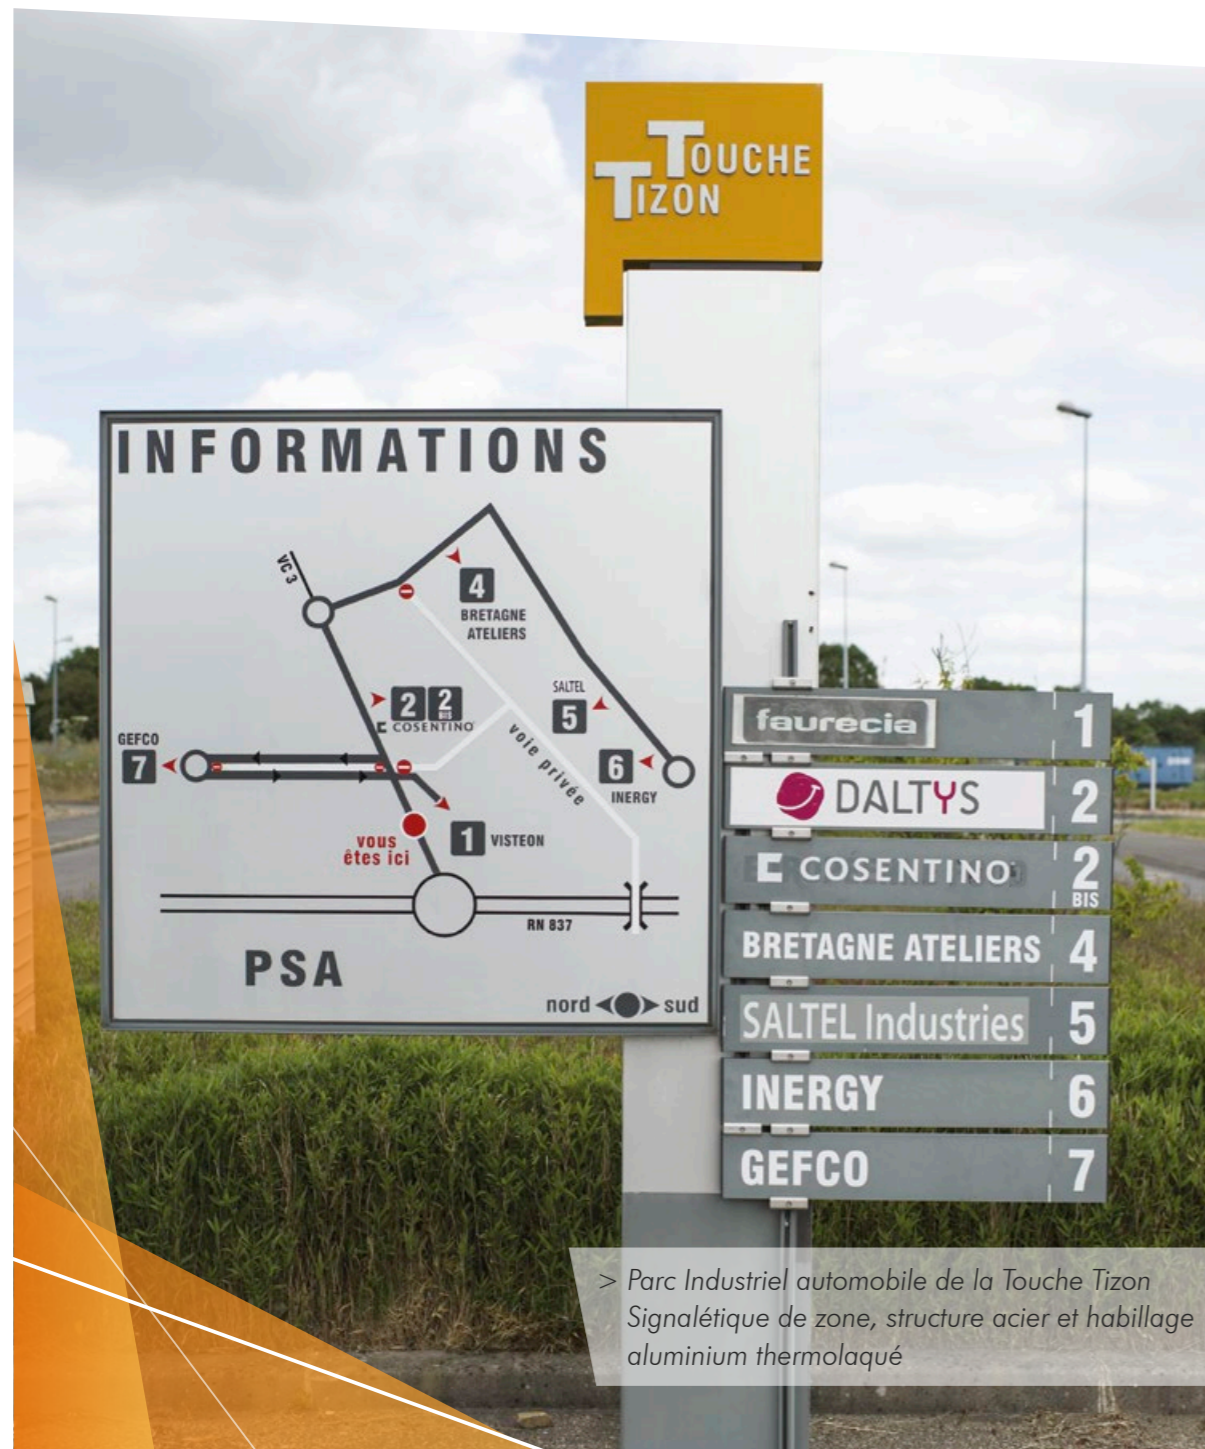 TOUCHE
TIZON
INFORMATIONS
VC 3
4
BRETAGNE
ATELIERS
2 2 BIS
COSENTINO
SALTEL
5
voie privée
GEFCO
7
6
INERGY
vous
êtes ici
1 VISTEON
RN 837
PSA
nord sud
faurecia 1
DALTYS 2
COSENTINO 2
BIS
BRETAGNE ATELIERS 4
SALTEL Industries 5
INERGY 6
GEFCO 7
> Parc Industriel automobile de la Touche Tizon
Signalétique de zone, structure acier et habillage
aluminium thermolaqué